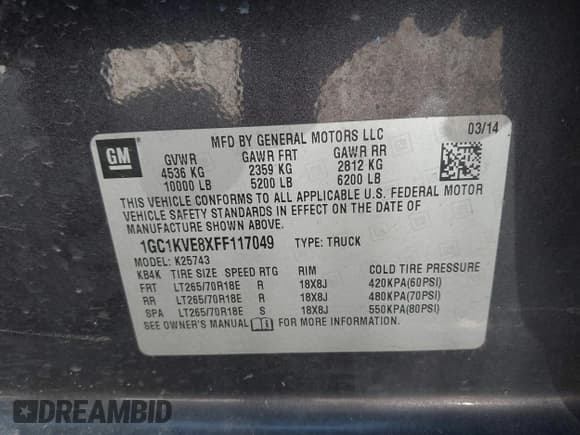 MFD BY GENERAL MOTORS LLC 03/14
GM
GVWR GAWR FRT GAWR RR
4536 KG 2359 KG 2812 KG
10000 LB 5200 LB 6200 LB
THIS VEHICLE CONFORMS TO ALL APPLICABLE U.S. FEDERAL MOTOR
VEHICLE SAFETY STANDARDS IN EFFECT ON THE DATE OF
MANUFACTURE SHOWN ABOVE.
1GC1KVE8XFF117049 TYPE: TRUCK
MODEL: K25743
KB4K TIRE SIZE SPEED RTG RIM COLD TIRE PRESSURE
FRT LT265/70R18E R 18X8J 420KPA(60PSI)
RR LT265/70R18E R 18X8J 480KPA(70PSI)
SPA LT265/70R18E S 18X8J 550KPA(80PSI)
SEE OWNER'S MANUAL FOR MORE INFORMATION.
DREAMBID